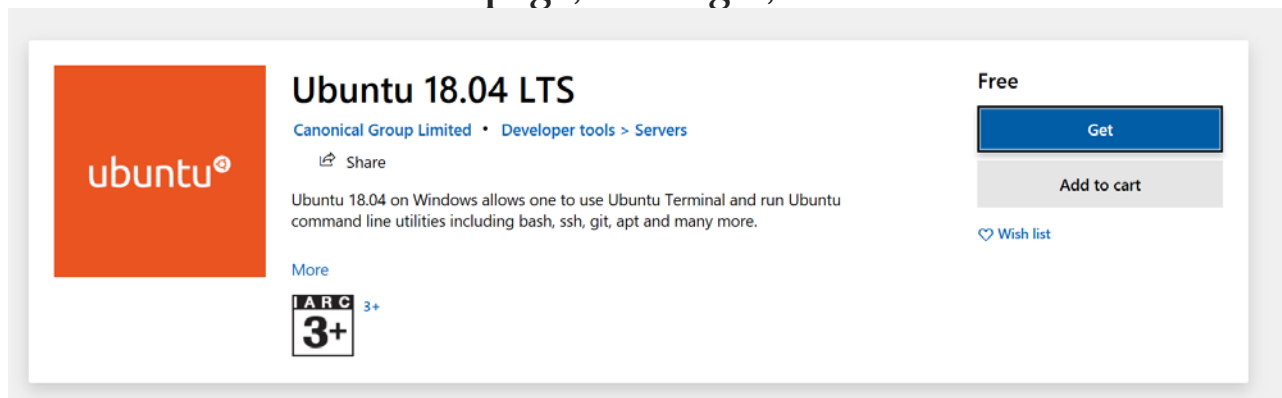 Ubuntu 18.04 LTS
Canonical Group Limited • Developer tools > Servers
Share
Ubuntu 18.04 on Windows allows one to use Ubuntu Terminal and run Ubuntu
command line utilities including bash, ssh, git, apt and many more.
More
IARC
3+
3+
ubuntu
Free
Get
Add to cart
Wish list